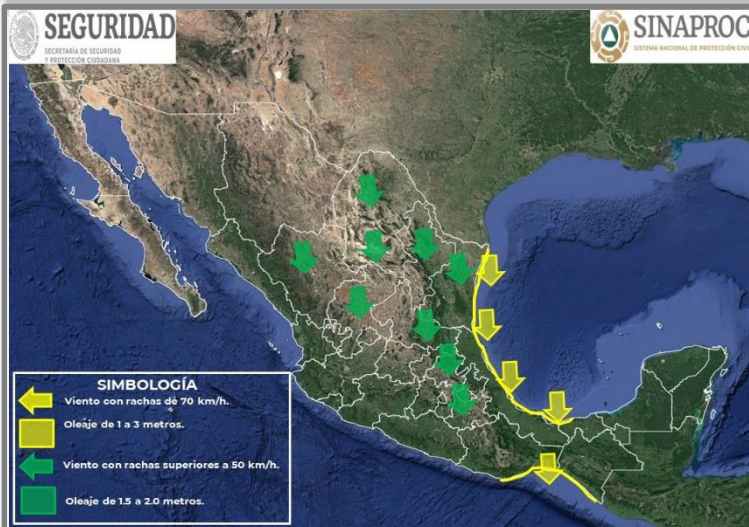 SEGURIDAD
SECRETARÍA DE SEGURIDAD
Y PROTECCIÓN CIUDADANA
SINAPROC
SISTEMA NACIONAL DE PROTECCIÓN CIVI
SIMBOLOGÍA
Viento con rachas de 70 km/h.
Oleaje de 1 a 3 metros.
Viento con rachas superiores a 50 km/h.
Oleaje de 1.5 a 2.0 metros.